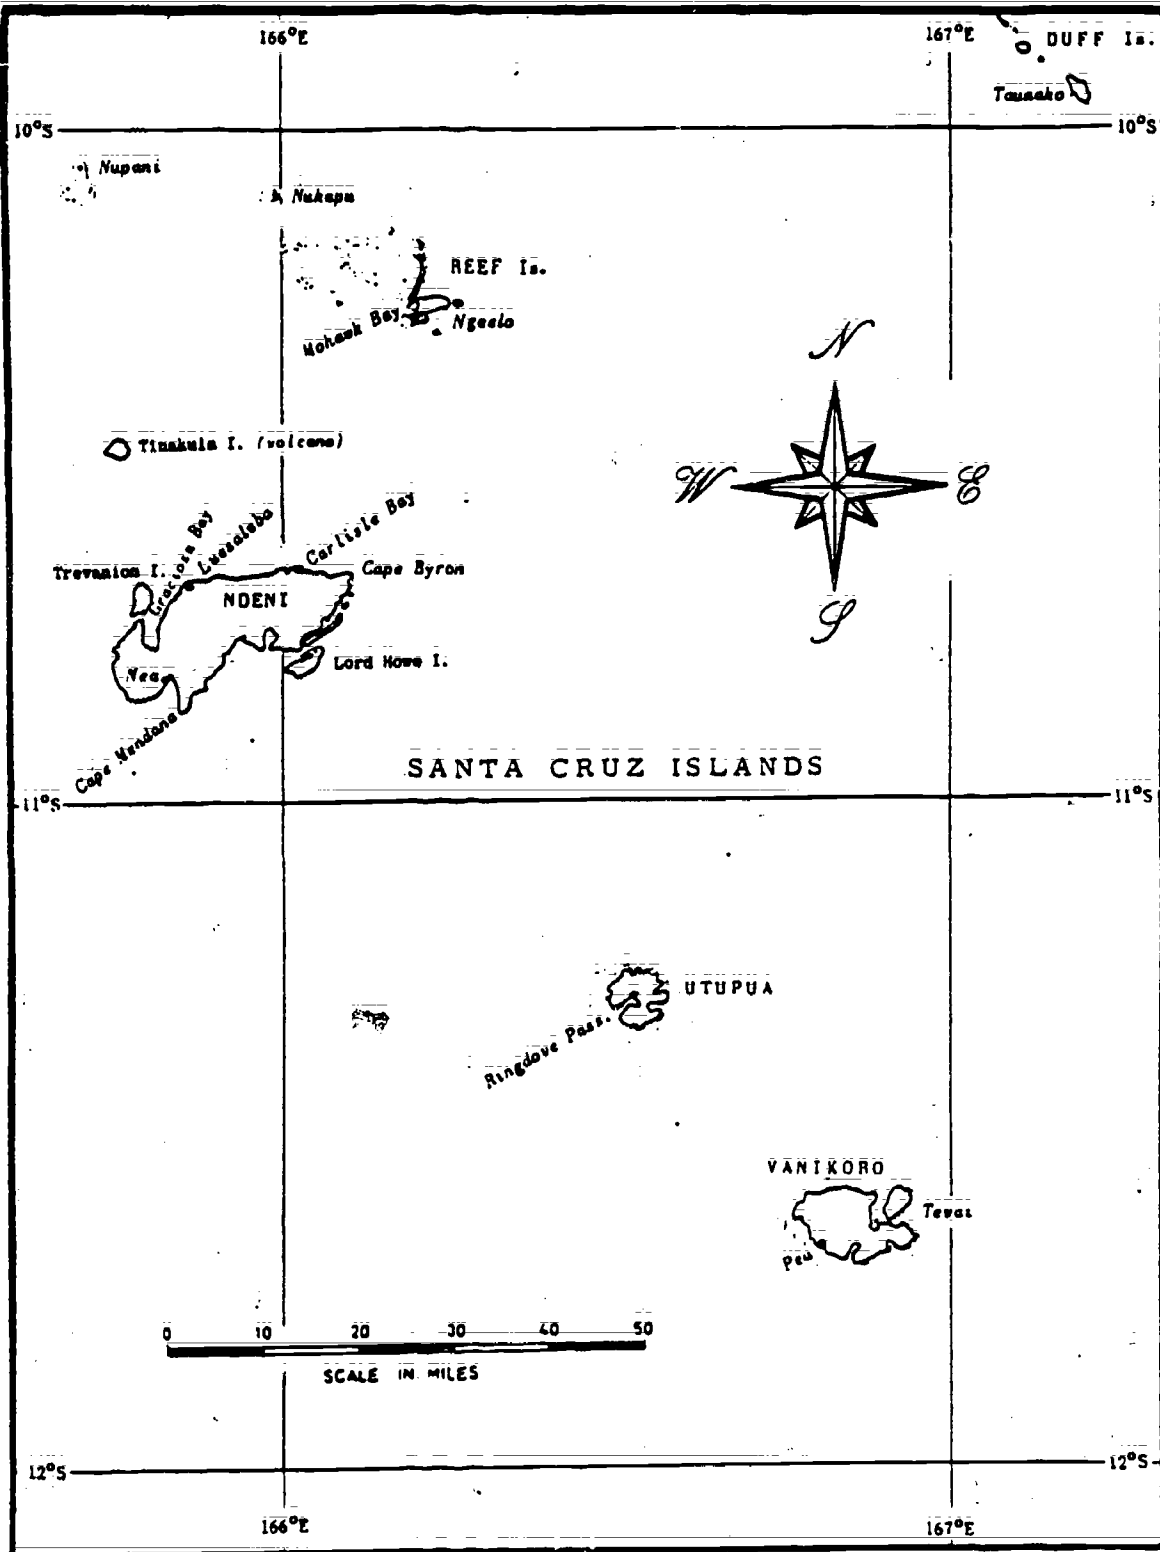 166°E
167°E
DUFF Is.
Taumako
10°S
10°S
Nupani
Nukapu
REEF Is.
Mohawk Bay
Ngaelo
N
Tinakula I. (volcano)
W
E
Graciosa Bay
Luesalebo
Carlisle Bay
Trevanion I.
Cape Byron
NDENI
S
Lord Howe I.
Nea
Cape Mendana
SANTA CRUZ ISLANDS
11°S
11°S
UTUPUA
Ringdove Pass.
VANIKORO
Tevai
Peu
0 10 20 30 40 50
SCALE IN MILES
12°S
12°S
166°E
167°E